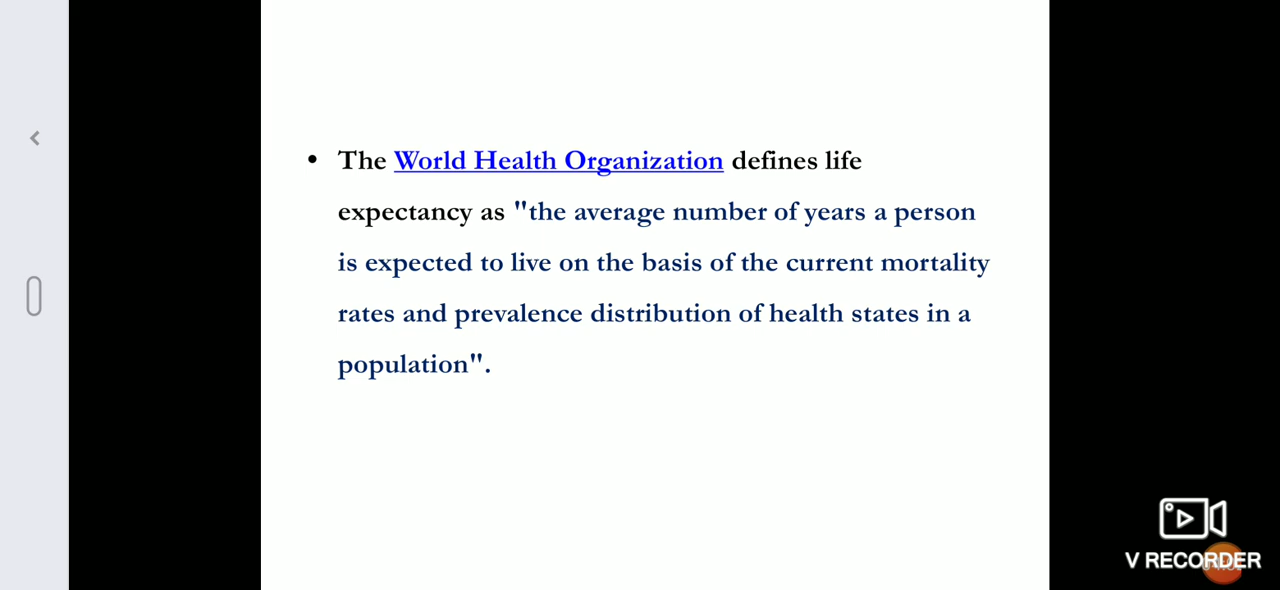 • The World Health Organization defines life
expectancy as "the average number of years a person
is expected to live on the basis of the current mortality
rates and prevalence distribution of health states in a
population".
V RECORDER